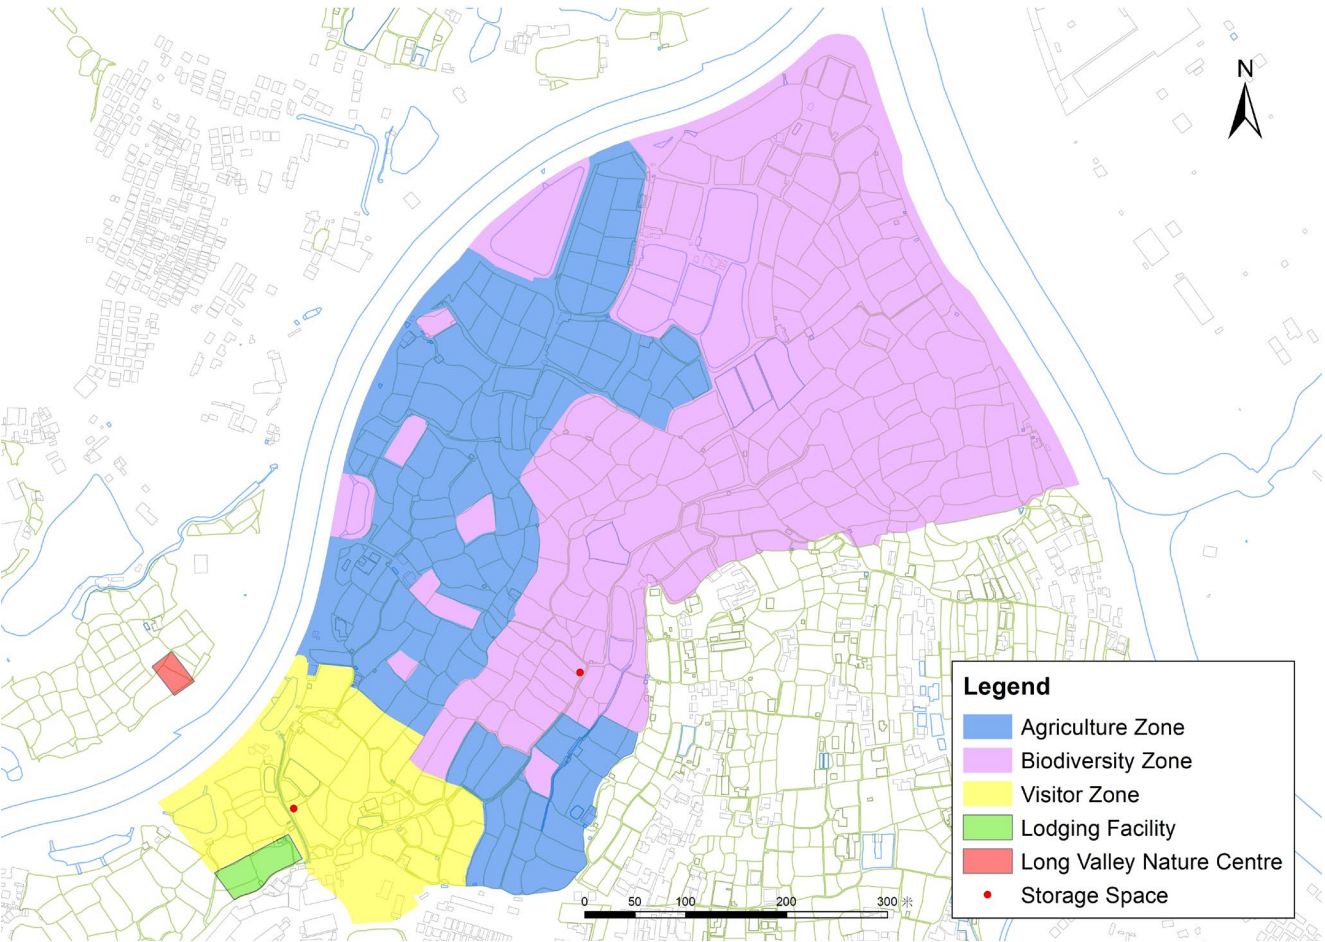 N
Legend
Agriculture Zone
Biodiversity Zone
Visitor Zone
Lodging Facility
Long Valley Nature Centre
Storage Space
0 50 100 200 300 米